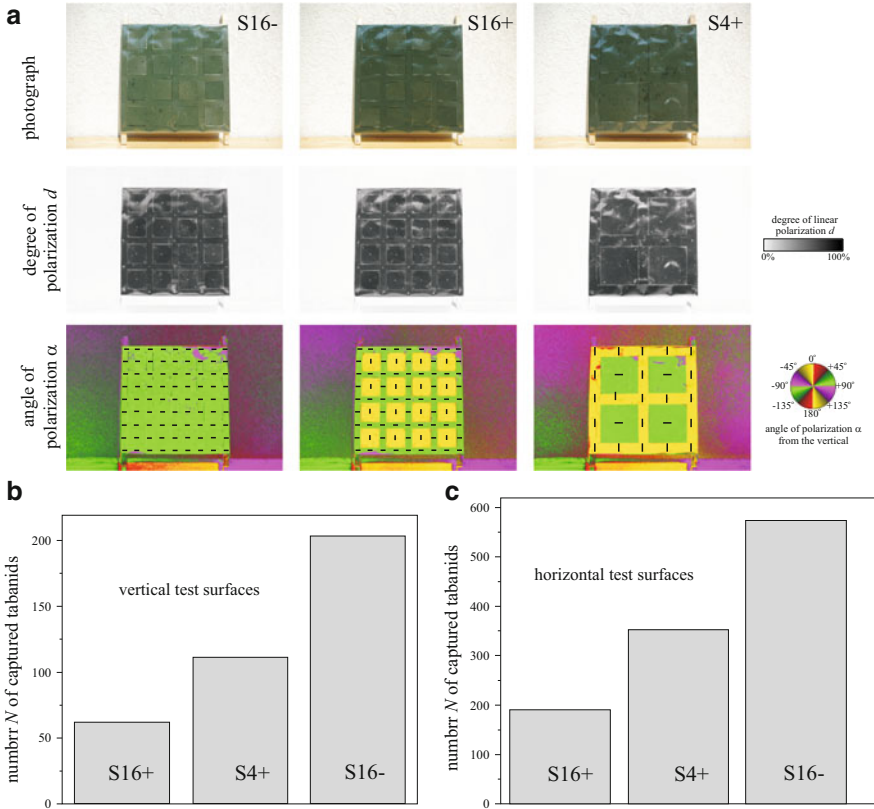 a
S16-
S16+
S4+
photograph
degree of
polarization d
degree of linear
polarization d
0%
100%
angle of
polarization α
0°
-45°
+45°
-90°
+90°
-135°
+135°
180°
angle of polarization α
from the vertical
b
numbrr N of captured tabanids
200
150
100
50
0
vertical test surfaces
S16+
S4+
S16-
c
numbrr N of captured tabanids
600
500
400
300
200
100
0
horizontal test surfaces
S16+
S4+
S16-